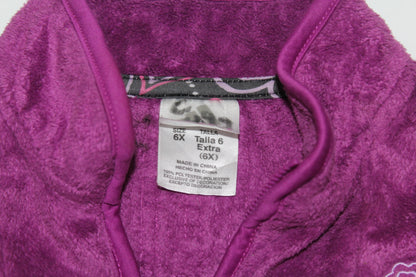 SIZE TALLA
6X Talla 6
Extra
(6X)
MADE IN CHINA
HECHO EN CHINA
100% POLYESTER/POLIESTER
EXCLUSIVE OF DECORATION/
EXCEPTO DECORACION